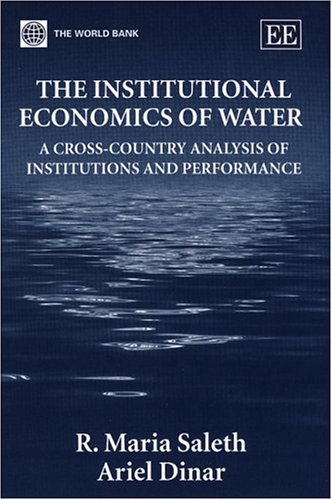 THE WORLD BANK
EE
THE INSTITUTIONAL
ECONOMICS OF WATER
A CROSS-COUNTRY ANALYSIS OF
INSTITUTIONS AND PERFORMANCE
R. Maria Saleth
Ariel Dinar